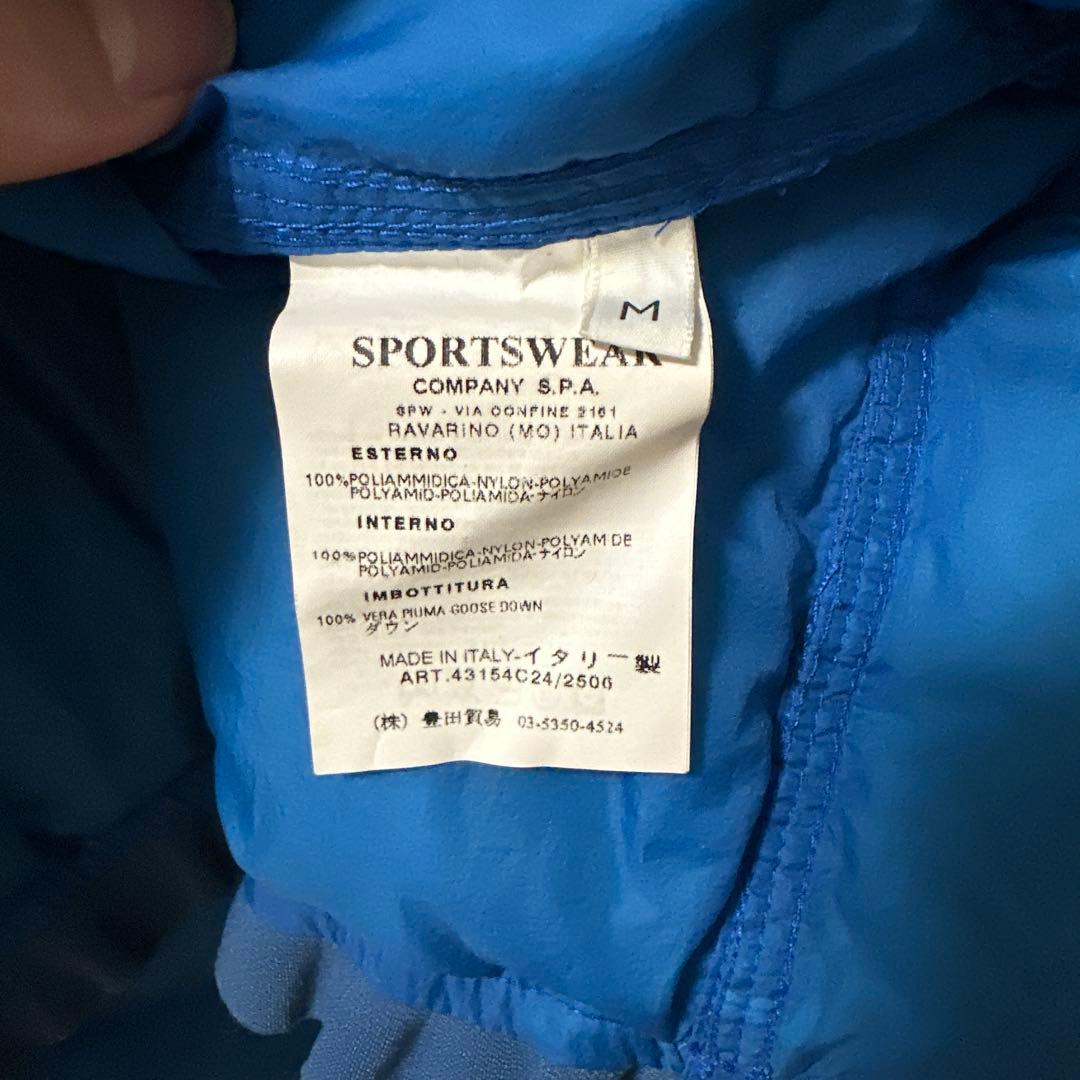 M
SPORTSWEAR
COMPANY S.P.A.
SPW - VIA CONFINE 2161
RAVARINO (MO) ITALIA
ESTERNO
100% POLIAMMIDICA-NYLON-POLYAMIDE
POLYAMID-POLIAMIDA-ナイロン
INTERNO
100% POLIAMMIDICA-NYLON-POLYAMIDE
POLYAMID-POLIAMIDA-ナイロン
IMBOTTITURA
100% VERA PIUMA GOOSE DOWN
ダウン
MADE IN ITALY-イタリー製
ART.43154C24/2506
(株) 豊田貿易 03-5350-4524